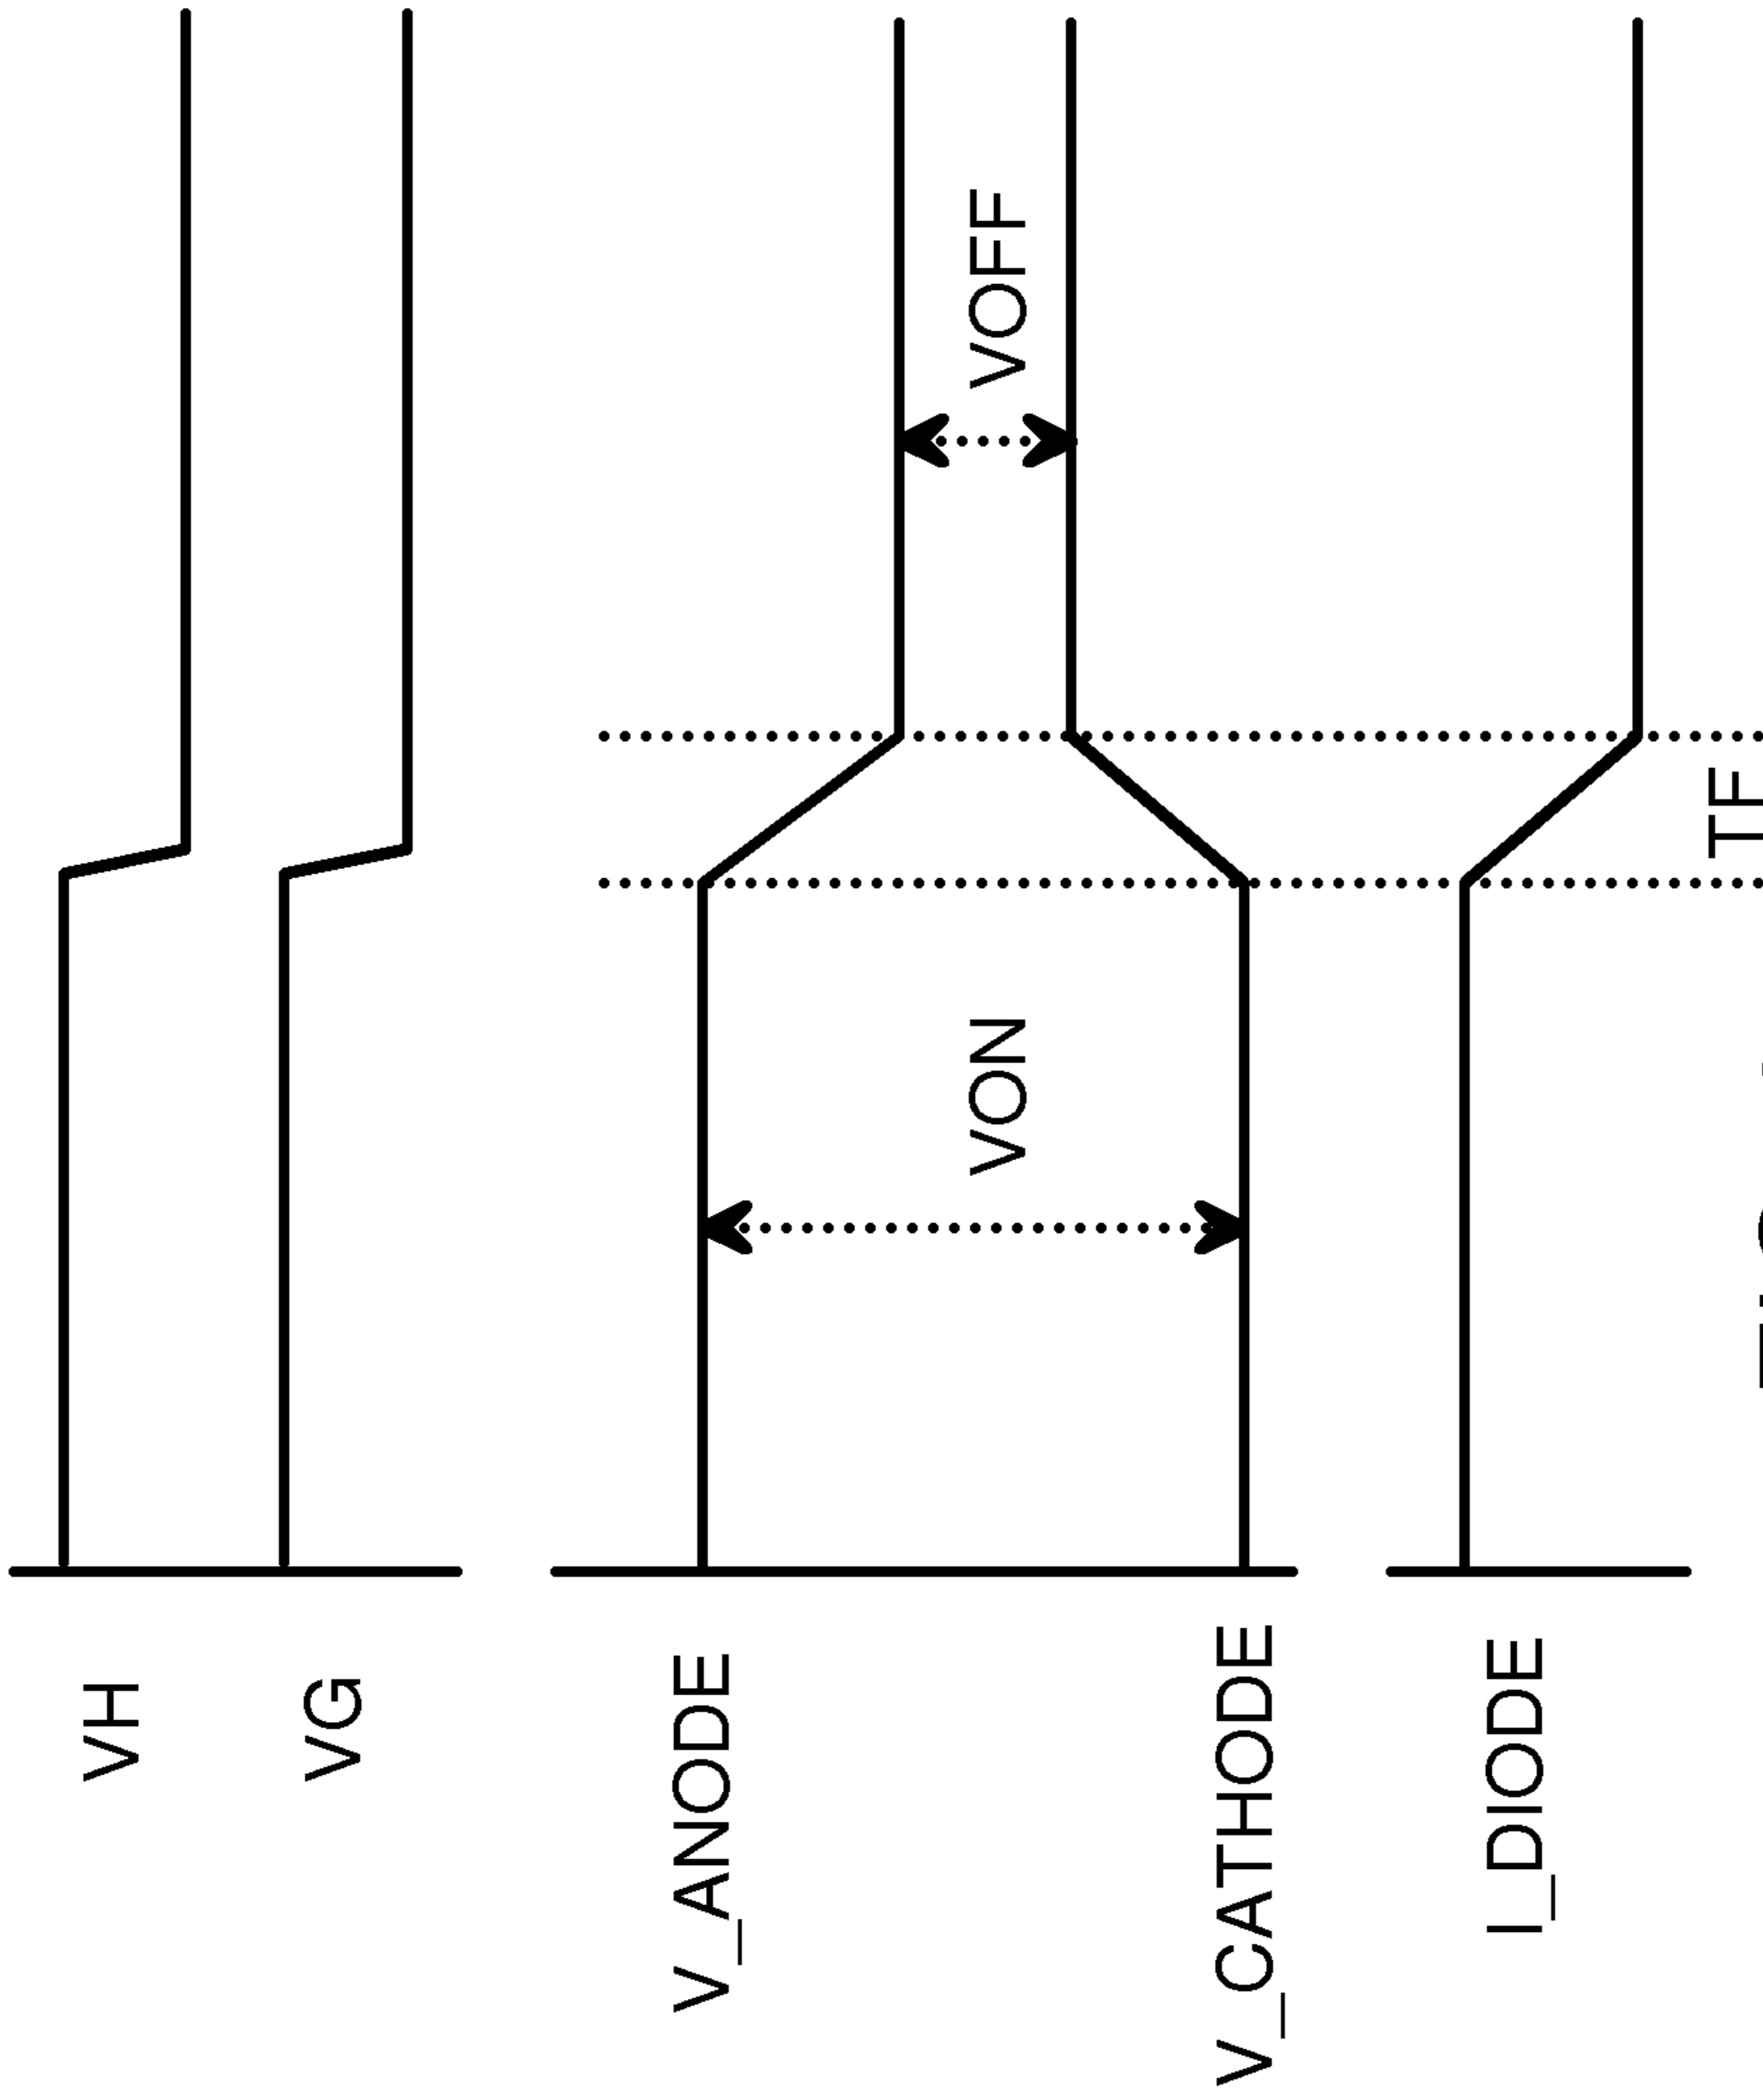 VH
VG
V_ANODE
VON
VOFF
V_CATHODE
I_DIODE
TF